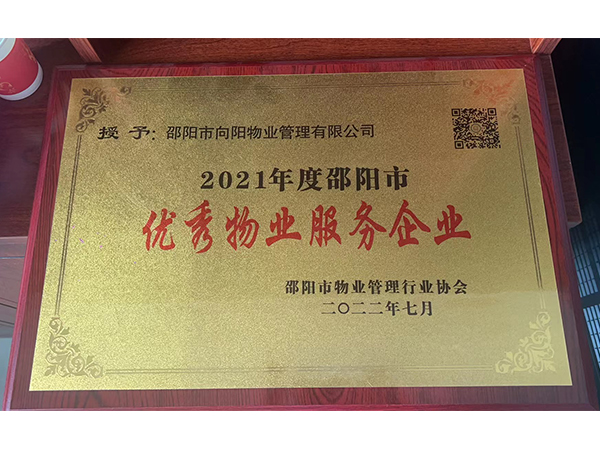 授 予: 邵阳市向阳物业管理有限公司
2021年度邵阳市
优秀物业服务企业
邵阳市物业管理行业协会
二〇二二年七月